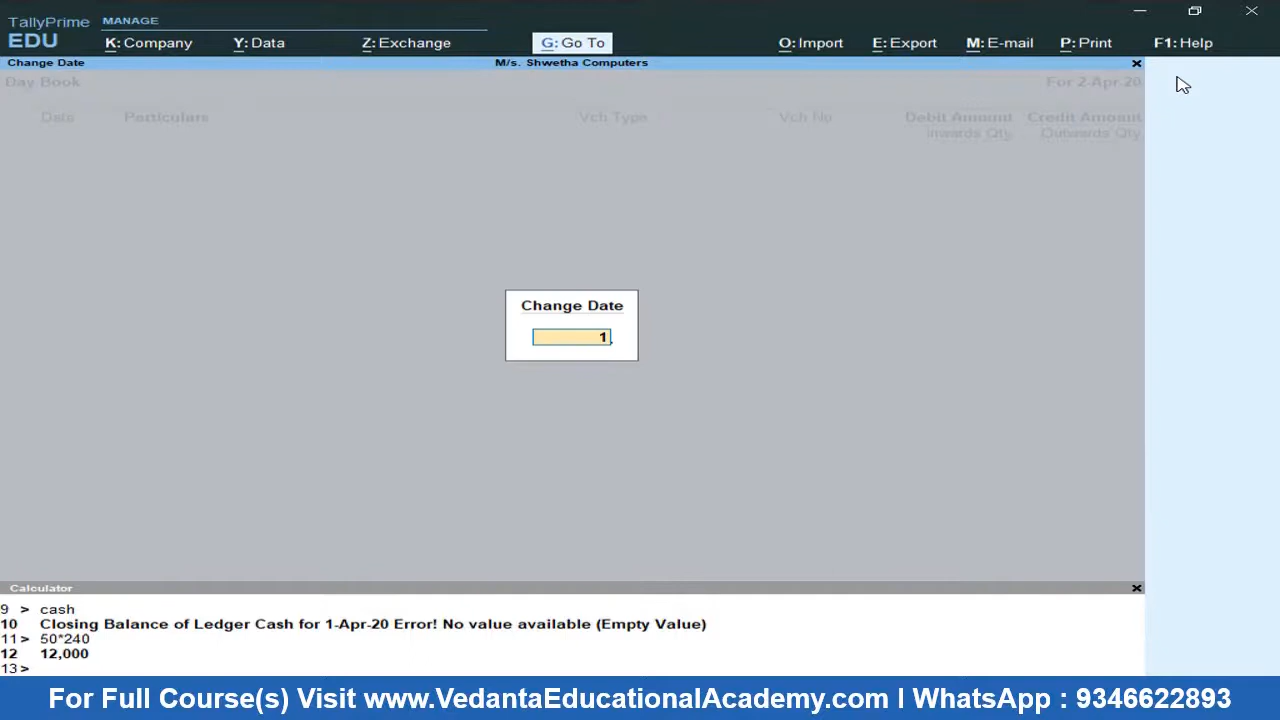 TallyPrime
EDU
MANAGE
K: Company Y: Data Z: Exchange G: Go To O: Import E: Export M: E-mail P: Print F1: Help
Change Date M/s. Shwetha Computers
Day Book For 2-Apr-20
Date Particulars Vch Type Vch No Debit Amount Credit Amount
Inwards Qty Outwards Qty
Change Date
1
Calculator
9 > cash
10 Closing Balance of Ledger Cash for 1-Apr-20 Error! No value available (Empty Value)
11> 50*240
12 12,000
13>
For Full Course(s) Visit www.VedantaEducationalAcademy.com I WhatsApp : 9346622893